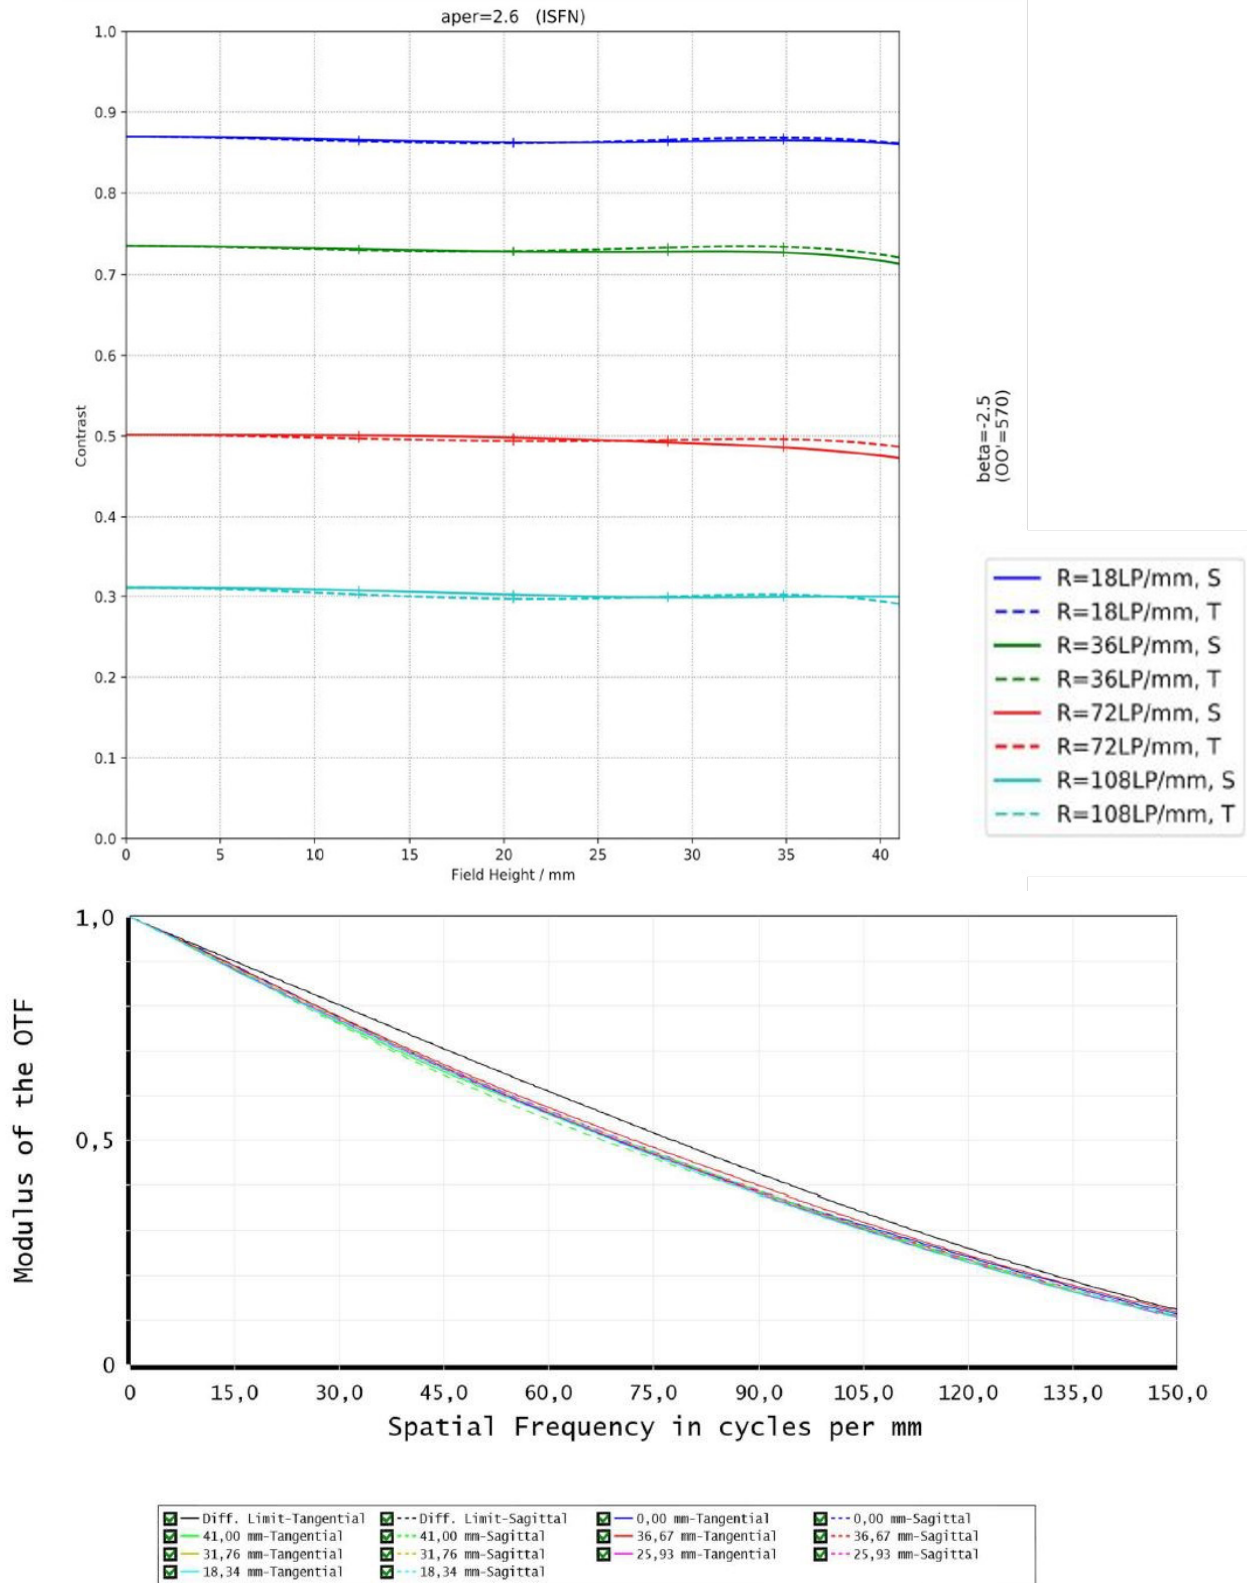 aper=2.6 (ISFN)
1.0
0.9
0.8
0.7
0.6
0.5
0.4
0.3
0.2
0.1
0.0
Contrast
0 5 10 15 20 25 30 35 40
Field Height / mm
beta=-2.5
(OO'=570)
R=18LP/mm, S
R=18LP/mm, T
R=36LP/mm, S
R=36LP/mm, T
R=72LP/mm, S
R=72LP/mm, T
R=108LP/mm, S
R=108LP/mm, T
1,0
0,5
0
Modulus of the OTF
0 15,0 30,0 45,0 60,0 75,0 90,0 105,0 120,0 135,0 150,0
Spatial Frequency in cycles per mm
Diff. Limit-Tangential Diff. Limit-Sagittal 0,00 mm-Tangential 0,00 mm-Sagittal
41,00 mm-Tangential 41,00 mm-Sagittal 36,67 mm-Tangential 36,67 mm-Sagittal
31,76 mm-Tangential 31,76 mm-Sagittal 25,93 mm-Tangential 25,93 mm-Sagittal
18,34 mm-Tangential 18,34 mm-Sagittal